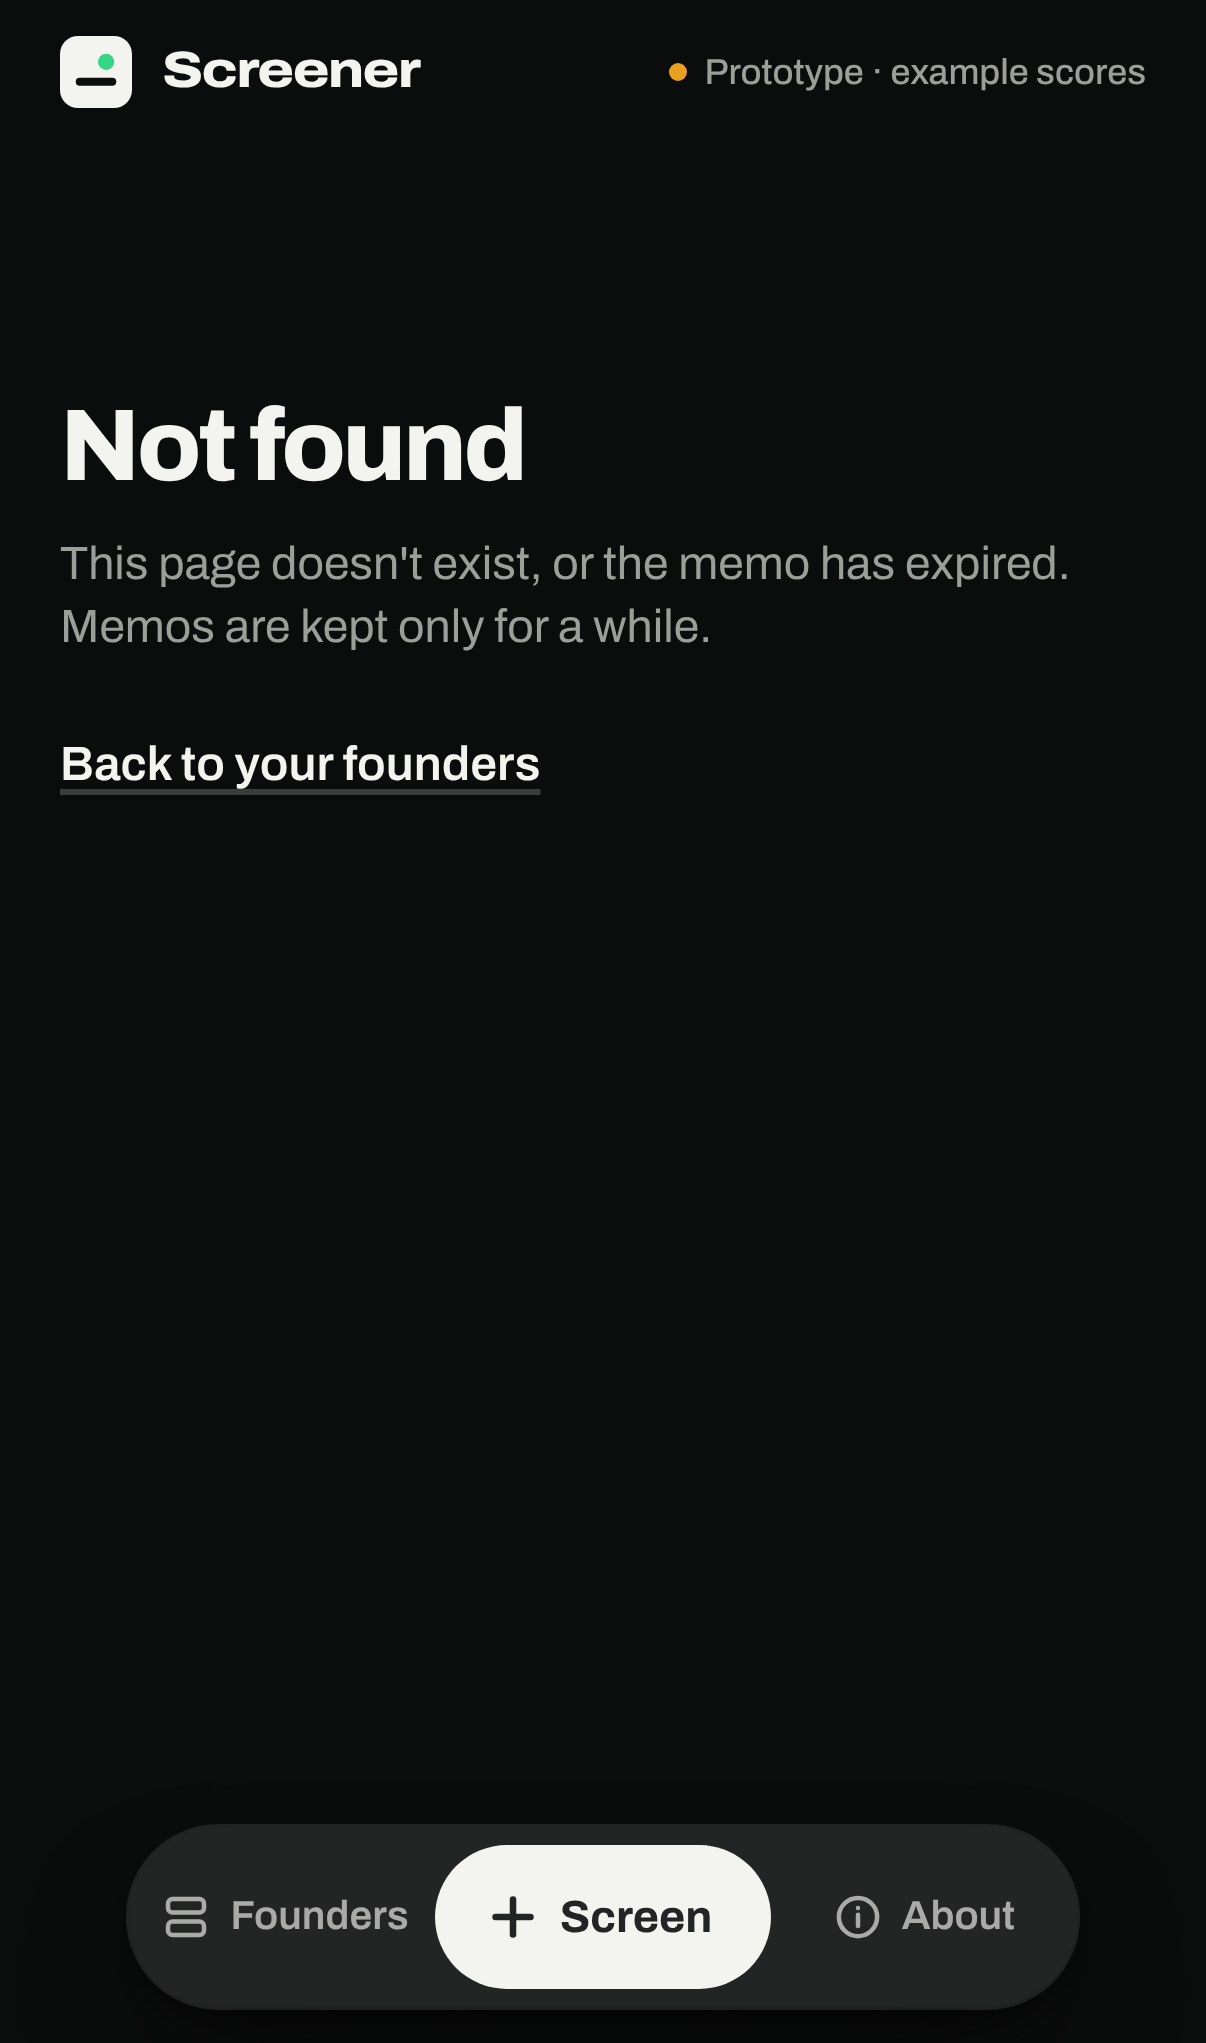 Screener
Prototype · example scores
Not found
This page doesn't exist, or the memo has expired.
Memos are kept only for a while.
Back to your founders
Founders
Screen
About